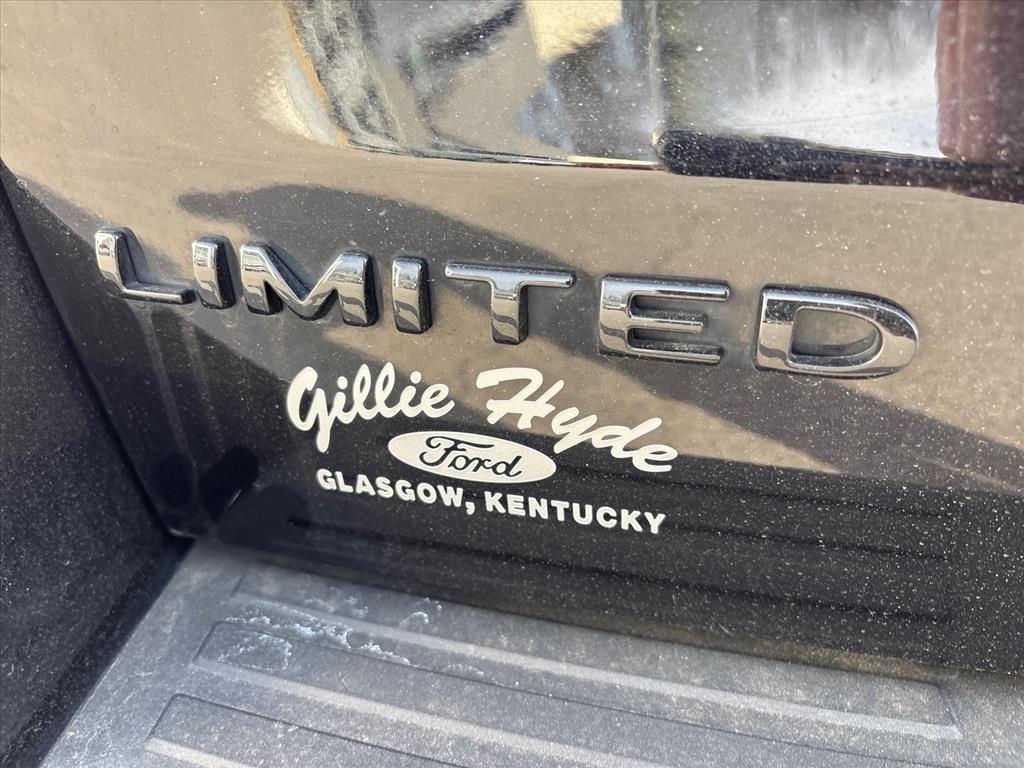 LIMITED
Gillie Hyde
Ford
GLASGOW, KENTUCKY